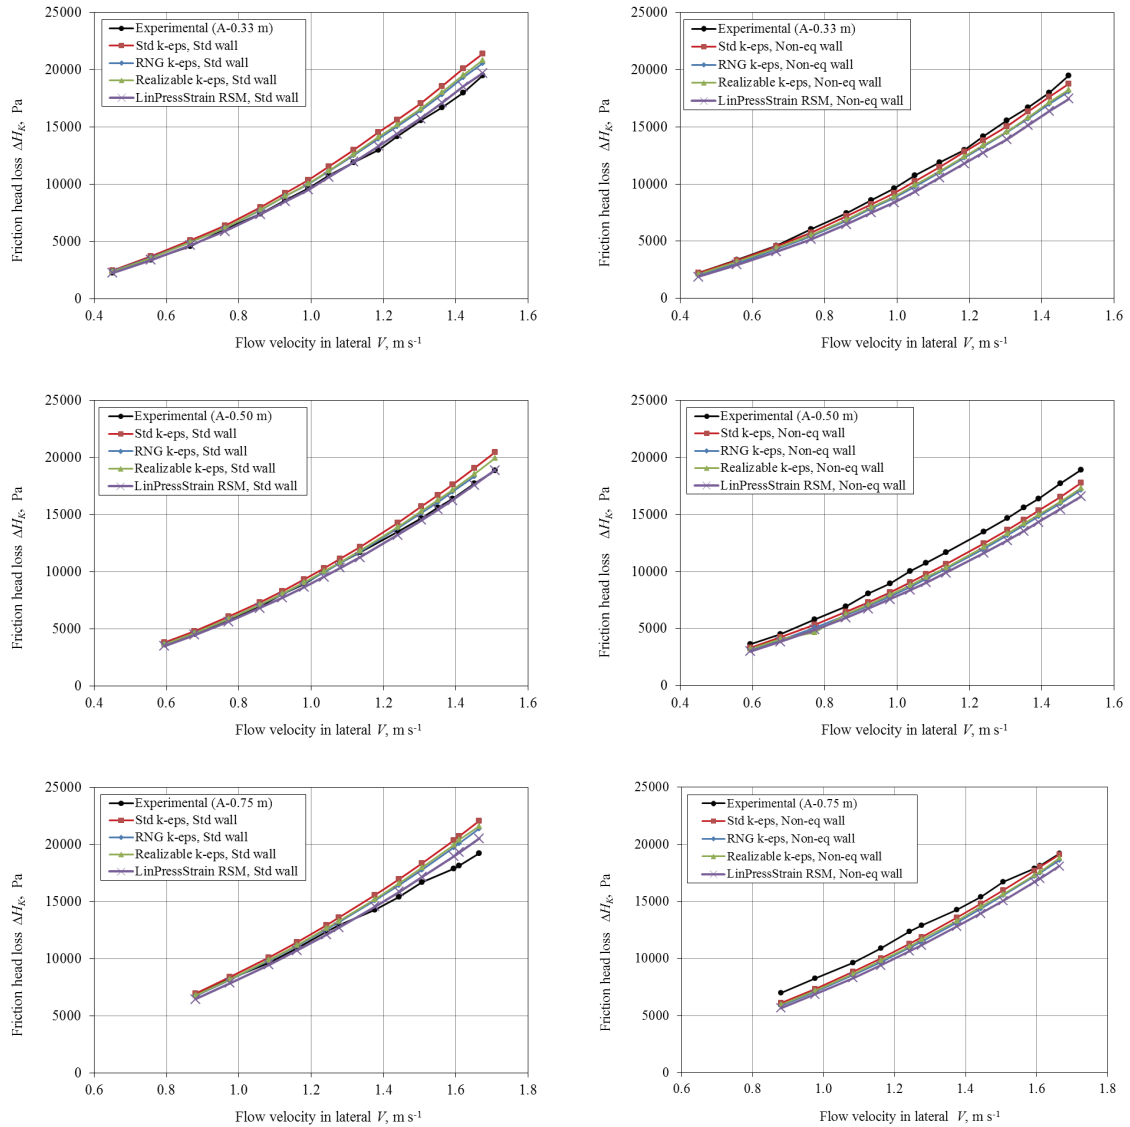 Friction head loss ΔH_K, Pa
25000
20000
15000
10000
5000
0
Experimental (A-0.33 m)
Std k-eps, Std wall
RNG k-eps, Std wall
Realizable k-eps, Std wall
LinPressStrain RSM, Std wall
0.4 0.6 0.8 1.0 1.2 1.4 1.6
Flow velocity in lateral V, m s-1
Friction head loss ΔH_K, Pa
25000
20000
15000
10000
5000
0
Experimental (A-0.33 m)
Std k-eps, Non-eq wall
RNG k-eps, Non-eq wall
Realizable k-eps, Non-eq wall
LinPressStrain RSM, Non-eq wall
0.4 0.6 0.8 1.0 1.2 1.4 1.6
Flow velocity in lateral V, m s-1
Friction head loss ΔH_K, Pa
25000
20000
15000
10000
5000
0
Experimental (A-0.50 m)
Std k-eps, Std wall
RNG k-eps, Std wall
Realizable k-eps, Std wall
LinPressStrain RSM, Std wall
0.4 0.6 0.8 1.0 1.2 1.4 1.6
Flow velocity in lateral V, m s-1
Friction head loss ΔH_K, Pa
25000
20000
15000
10000
5000
0
Experimental (A-0.50 m)
Std k-eps, Non-eq wall
RNG k-eps, Non-eq wall
Realizable k-eps, Non-eq wall
LinPressStrain RSM, Non-eq wall
0.4 0.6 0.8 1.0 1.2 1.4 1.6
Flow velocity in lateral V, m s-1
Friction head loss ΔH_K, Pa
25000
20000
15000
10000
5000
0
Experimental (A-0.75 m)
Std k-eps, Std wall
RNG k-eps, Std wall
Realizable k-eps, Std wall
LinPressStrain RSM, Std wall
0.6 0.8 1.0 1.2 1.4 1.6 1.8
Flow velocity in lateral V, m s-1
Friction head loss ΔH_K, Pa
25000
20000
15000
10000
5000
0
Experimental (A-0.75 m)
Std k-eps, Non-eq wall
RNG k-eps, Non-eq wall
Realizable k-eps, Non-eq wall
LinPressStrain RSM, Non-eq wall
0.6 0.8 1.0 1.2 1.4 1.6 1.8
Flow velocity in lateral V, m s-1